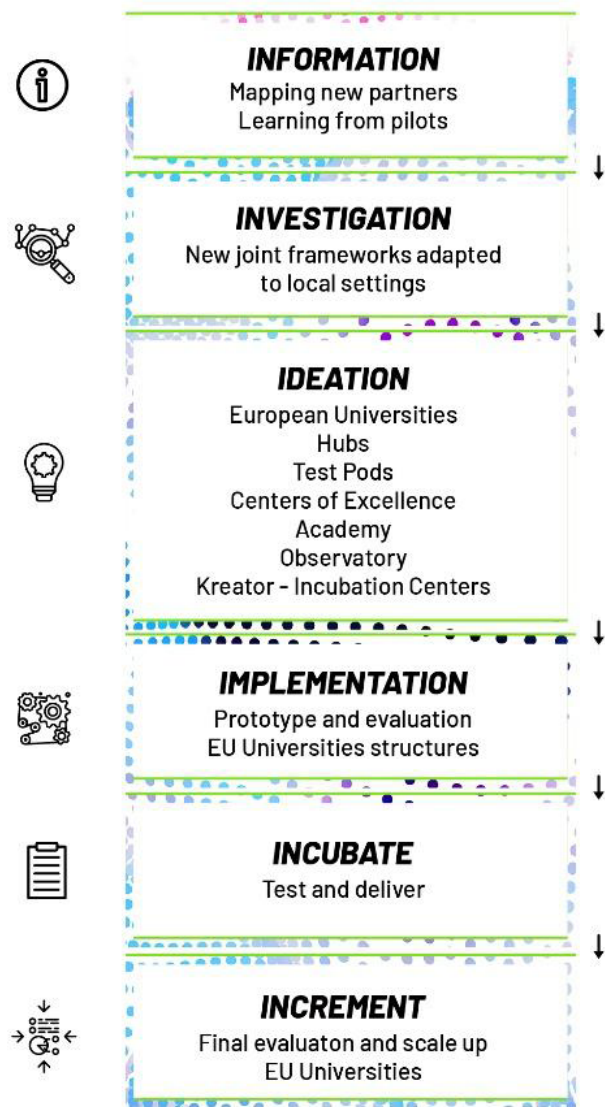 INFORMATION
Mapping new partners
Learning from pilots
INVESTIGATION
New joint frameworks adapted
to local settings
IDEATION
European Universities
Hubs
Test Pods
Centers of Excellence
Academy
Observatory
Kreator - Incubation Centers
IMPLEMENTATION
Prototype and evaluation
EU Universities structures
INCUBATE
Test and deliver
INCREMENT
Final evaluaton and scale up
EU Universities